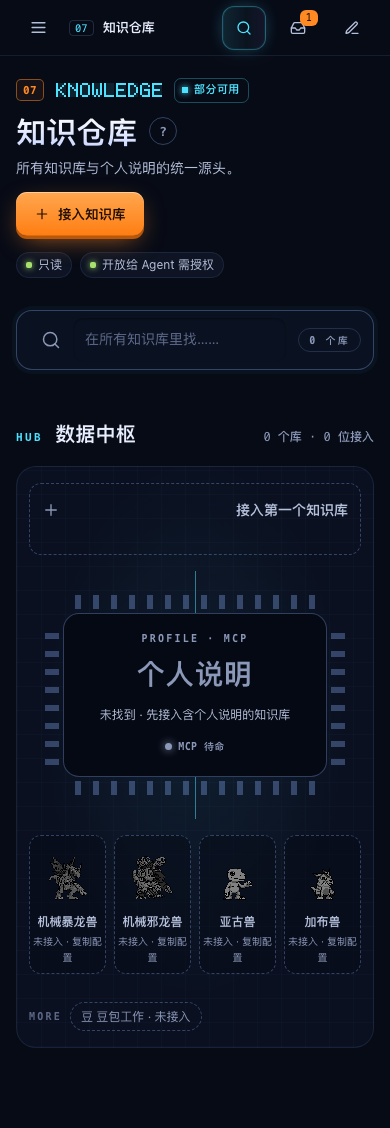 07 知识仓库
1
07 KNOWLEDGE 部分可用
知识仓库 ?
所有知识库与个人说明的统一源头。
+ 接入知识库
只读 开放给 Agent 需授权
在所有知识库里找…… 0 个库
HUB 数据中枢 0 个库 · 0 位接入
+ 接入第一个知识库
PROFILE · MCP
个人说明
未找到 · 先接入含个人说明的知识库
MCP 待命
机械暴龙兽 机械邪龙兽 亚古兽 加布兽
未接入 · 复制配置 未接入 · 复制配置 未接入 · 复制配置 未接入 · 复制配置
MORE 豆 豆包工作 · 未接入